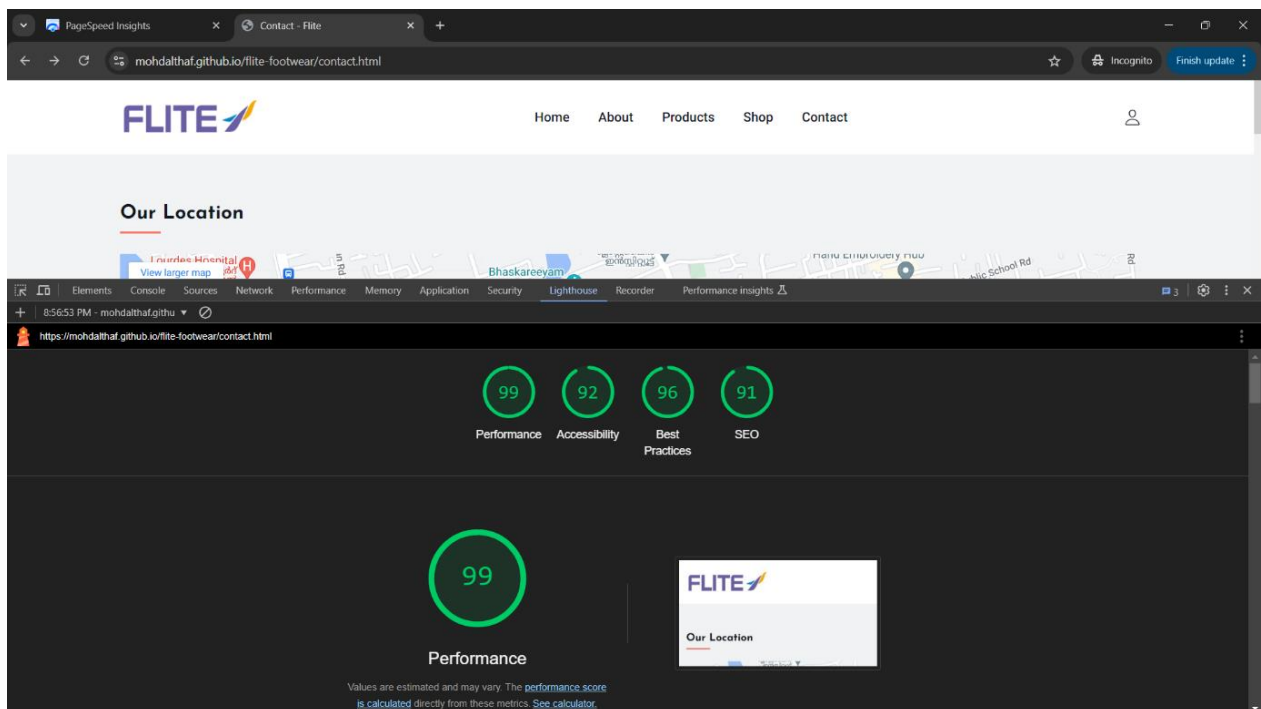 PageSpeed Insights
Contact - Flite
mohdalthaf.github.io/flite-footwear/contact.html
Incognito
Finish update
FLITE
Home About Products Shop Contact
Our Location
Lourdes Hospital
View larger map
Bhaskareeyam
Hand Embroidery Hub
School Rd
Rd
Elements Console Sources Network Performance Memory Application Security Lighthouse Recorder Performance insights 3
8:56:53 PM - mohdalthaf.githu
https://mohdalthaf.github.io/flite-footwear/contact.html
99 92 96 91
Performance Accessibility Best Practices SEO
99
FLITE
Our Location
Performance
Values are estimated and may vary. The performance score
is calculated directly from these metrics. See calculator.